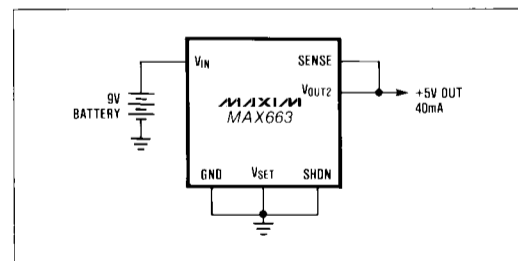 VIN
SENSE
VOUT2
9V
BATTERY
MAXIM
MAX663
+5V OUT
40mA
GND
VSET
SHDN